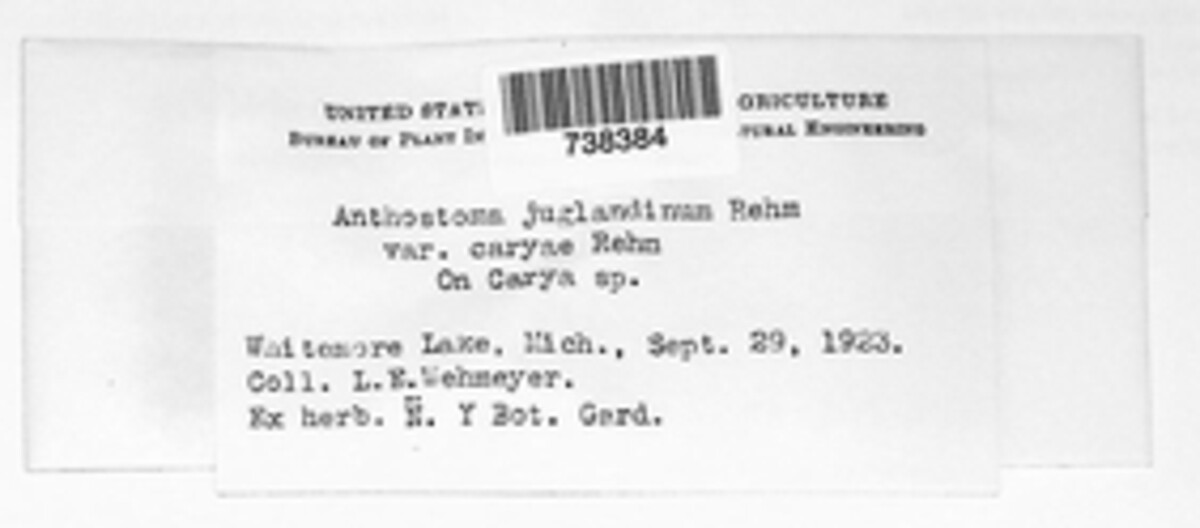 UNITED STAT
ORICULTURE
BUREAU OF PLANT IN
TURAL ENGINEERING
738384
Anthostoma juglandinum Rehm
var. caryae Rehm
On Carya sp.
Whitemore Lake, Mich., Sept. 29, 1923.
Coll. L.E.Wehmeyer.
Ex herb. N. Y Bot. Gard.